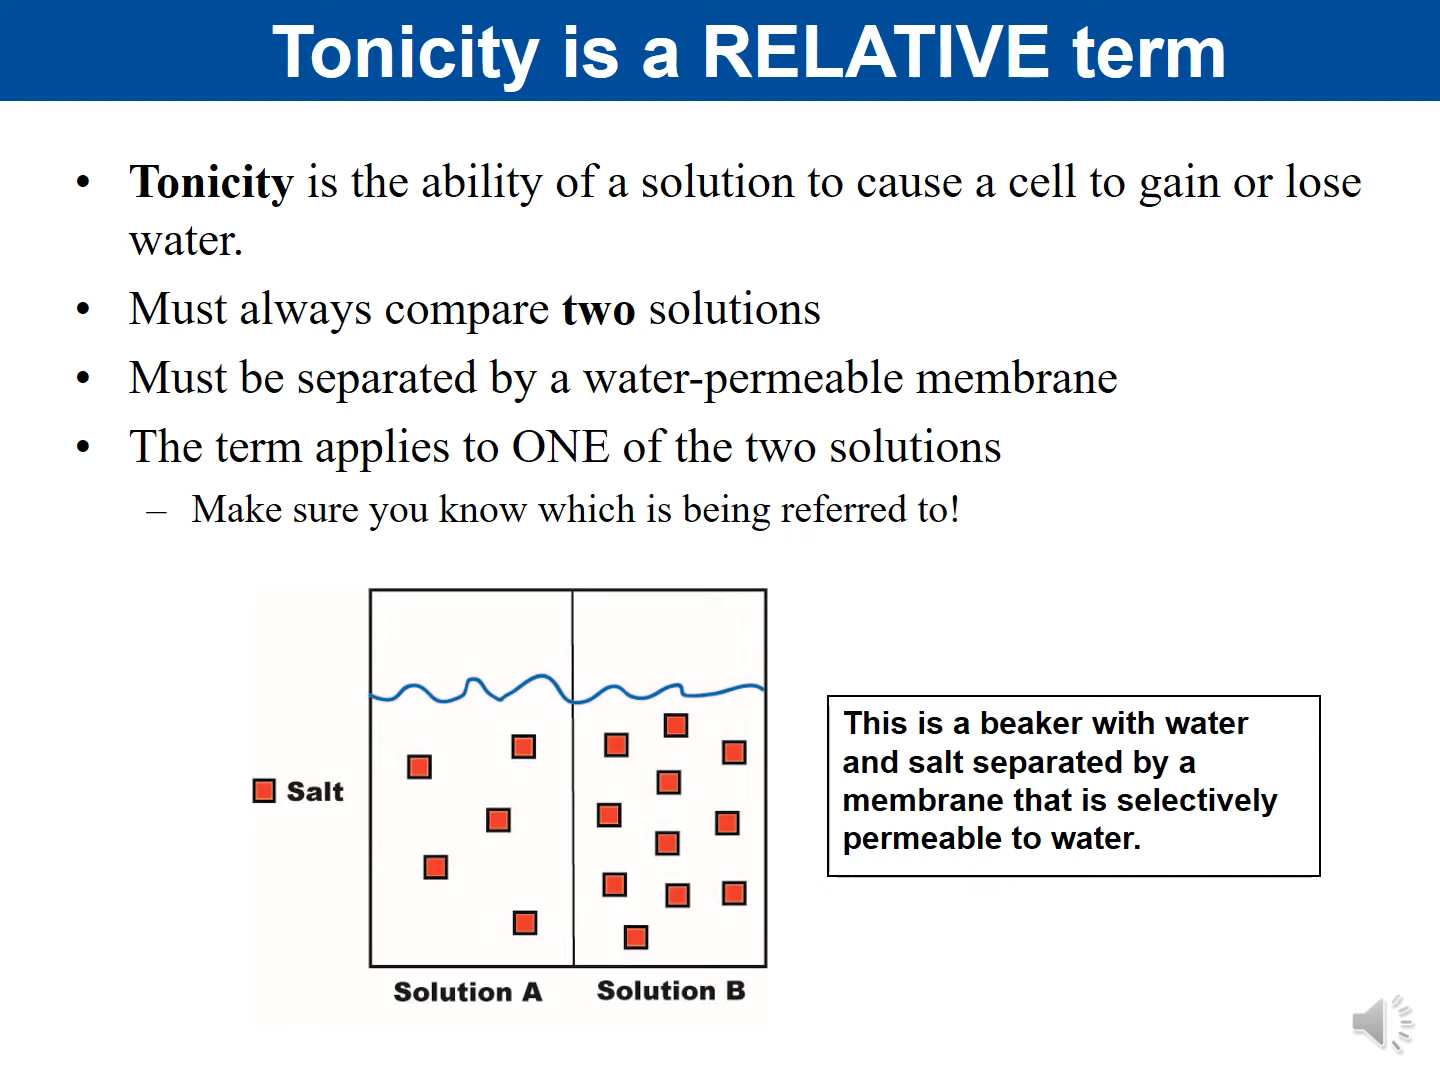 Tonicity is a RELATIVE term
• Tonicity is the ability of a solution to cause a cell to gain or lose
water.
• Must always compare two solutions
• Must be separated by a water-permeable membrane
• The term applies to ONE of the two solutions
– Make sure you know which is being referred to!
Salt
Solution A
Solution B
This is a beaker with water
and salt separated by a
membrane that is selectively
permeable to water.